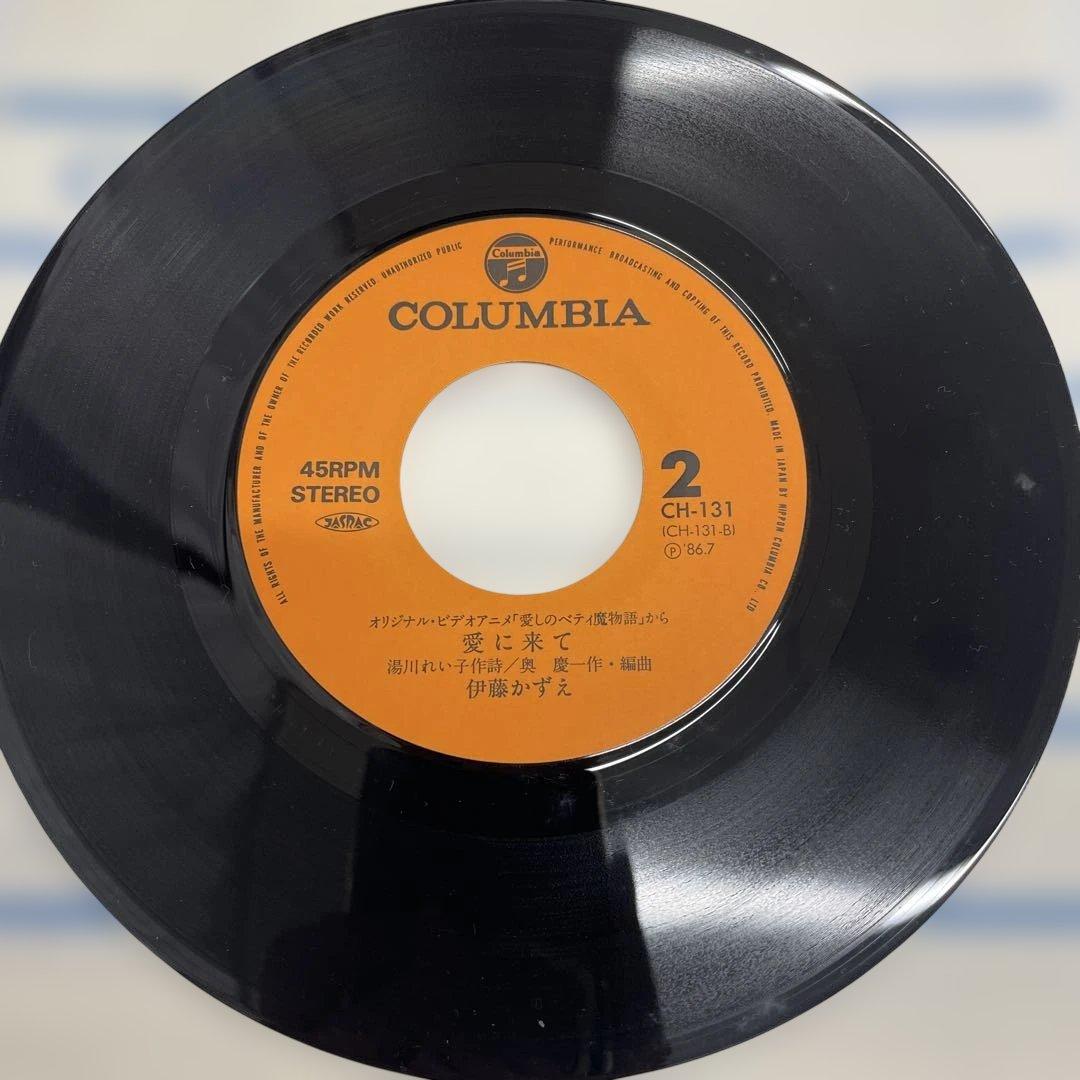 Columbia
COLUMBIA
ALL RIGHTS OF THE MANUFACTURER AND OF THE OWNER OF THE RECORDED WORK RESERVED. UNAUTHORIZED PUBLIC PERFORMANCE BROADCASTING AND COPYING OF THIS RECORD PROHIBITED. MADE IN JAPAN BY NIPPON COLUMBIA CO., LTD
45RPM
STEREO
JASRAC
2
CH-131
(CH-131-B)
Ⓟ'86.7
オリジナル・ビデオアニメ「愛しのベティ魔物語」から
愛に来て
湯川れい子作詩/奥 慶一作・編曲
伊藤かずえ